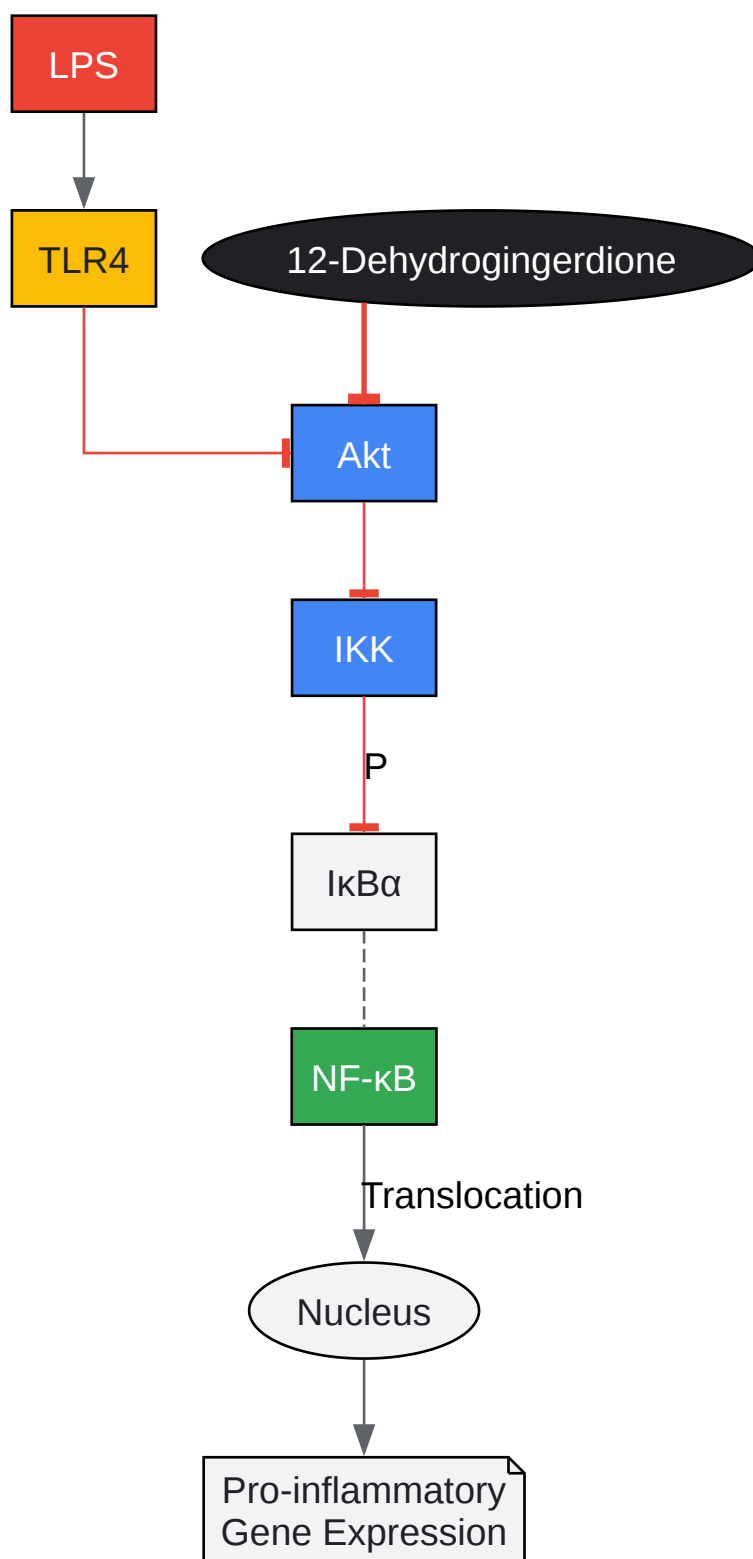 LPS
TLR4
12-Dehydrogingerdione
Akt
IKK
P
IκBα
NF-κB
Translocation
Nucleus
Pro-inflammatory
Gene Expression